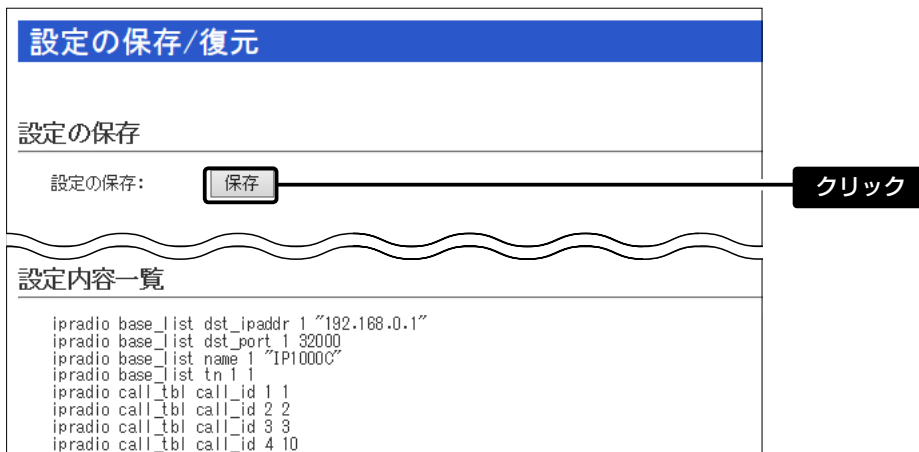 設定の保存/復元
設定の保存
設定の保存: 保存
クリック
設定内容一覧
ipradio base_list dst_ipaddr 1 "192.168.0.1"
ipradio base_list dst_port 1 32000
ipradio base_list name 1 "IP1000C"
ipradio base_list tn 1 1
ipradio call_tbl call_id 1 1
ipradio call_tbl call_id 2 2
ipradio call_tbl call_id 3 3
ipradio call_tbl call_id 4 10